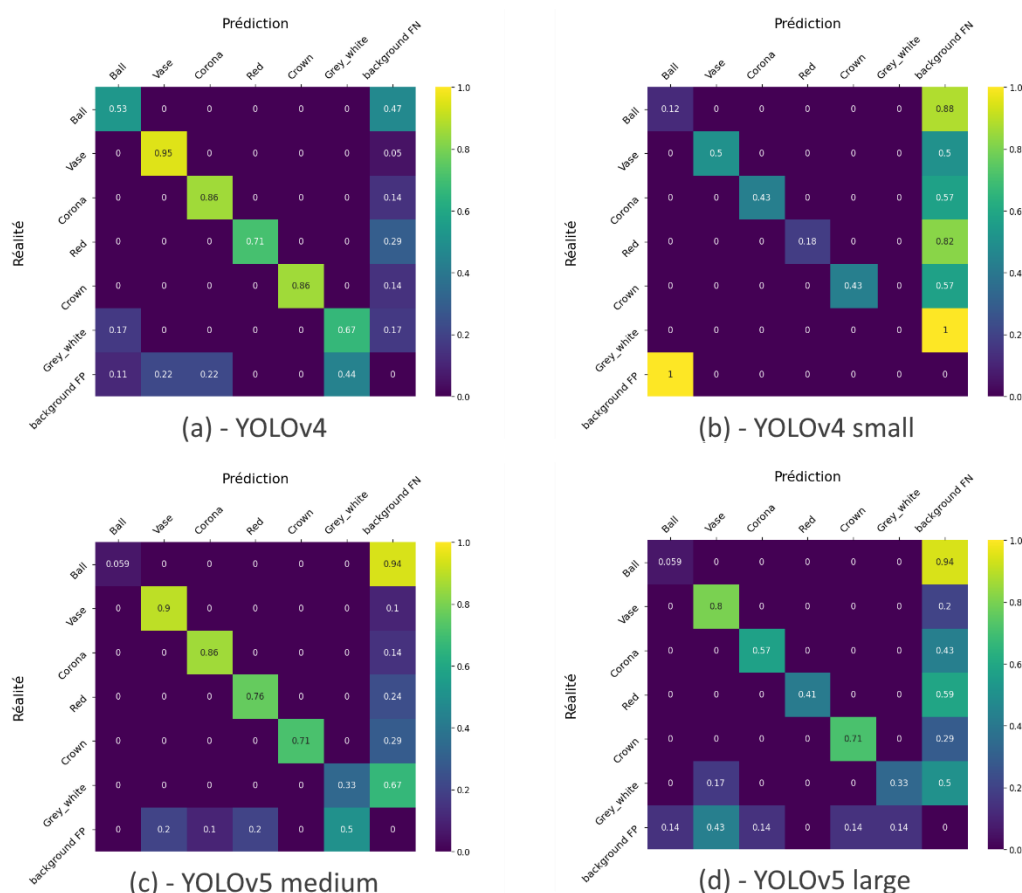 Prédiction
Ball Vase Corona Red Crown Grey_white background FN
Réalité
Ball 0.53 0 0 0 0 0 0.47
Vase 0 0.95 0 0 0 0 0.05
Corona 0 0 0.86 0 0 0 0.14
Red 0 0 0 0.71 0 0 0.29
Crown 0 0 0 0 0.86 0 0.14
Grey_white 0.17 0 0 0 0 0.67 0.17
background FP 0.11 0.22 0.22 0 0 0.44 0
1.0
0.8
0.6
0.4
0.2
0.0
(a) - YOLOv4
Prédiction
Ball Vase Corona Red Crown Grey_white background FN
Réalité
Ball 0.12 0 0 0 0 0 0.88
Vase 0 0.5 0 0 0 0 0.5
Corona 0 0 0.43 0 0 0 0.57
Red 0 0 0 0.18 0 0 0.82
Crown 0 0 0 0 0.43 0 0.57
Grey_white 0 0 0 0 0 0 1
background FP 1 0 0 0 0 0 0
1.0
0.8
0.6
0.4
0.2
0.0
(b) - YOLOv4 small
Prédiction
Ball Vase Corona Red Crown Grey_white background FN
Réalité
Ball 0.059 0 0 0 0 0 0.94
Vase 0 0.9 0 0 0 0 0.1
Corona 0 0 0.86 0 0 0 0.14
Red 0 0 0 0.76 0 0 0.24
Crown 0 0 0 0 0.71 0 0.29
Grey_white 0 0 0 0 0 0.33 0.67
background FP 0 0.2 0.1 0.2 0 0.5 0
1.0
0.8
0.6
0.4
0.2
0.0
(c) - YOLOv5 medium
Prédiction
Ball Vase Corona Red Crown Grey_white background FN
Réalité
Ball 0.059 0 0 0 0 0 0.94
Vase 0 0.8 0 0 0 0 0.2
Corona 0 0 0.57 0 0 0 0.43
Red 0 0 0 0.41 0 0 0.59
Crown 0 0 0 0 0.71 0 0.29
Grey_white 0 0.17 0 0 0 0.33 0.5
background FP 0.14 0.43 0.14 0 0.14 0.14 0
1.0
0.8
0.6
0.4
0.2
0.0
(d) - YOLOv5 large